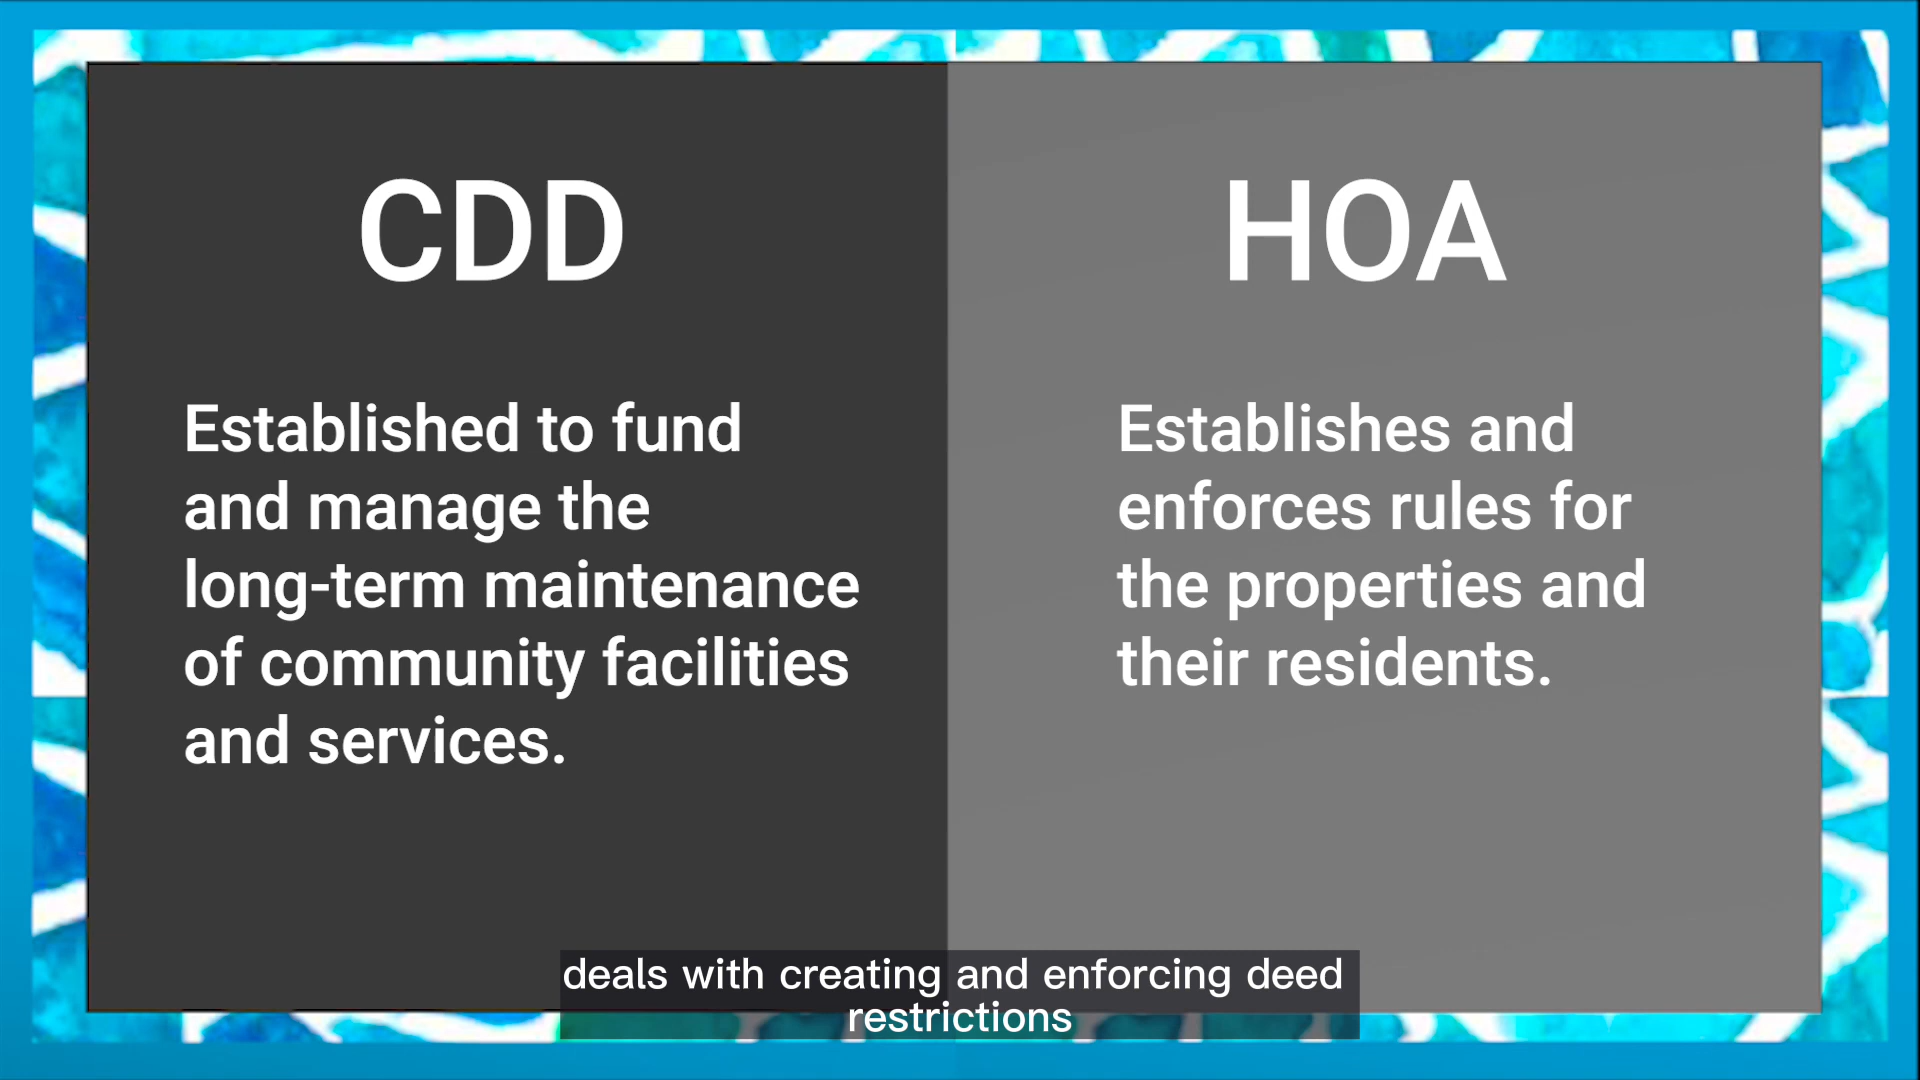 CDD
Established to fund
and manage the
long-term maintenance
of community facilities
and services.
HOA
Establishes and
enforces rules for
the properties and
their residents.
deals with creating and enforcing deed
restrictions